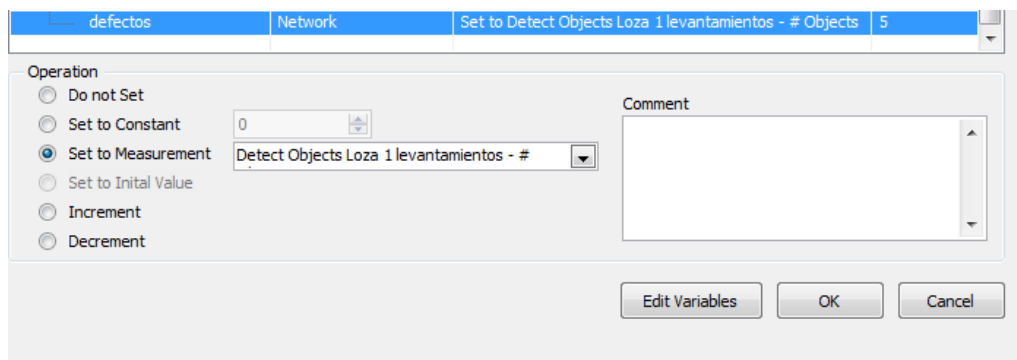 defectos Network Set to Detect Objects Loza 1 levantamientos - # Objects 5
Operation
Do not Set
Comment
Set to Constant 0
Set to Measurement Detect Objects Loza 1 levantamientos - #
Set to Inital Value
Increment
Decrement
Edit Variables OK Cancel